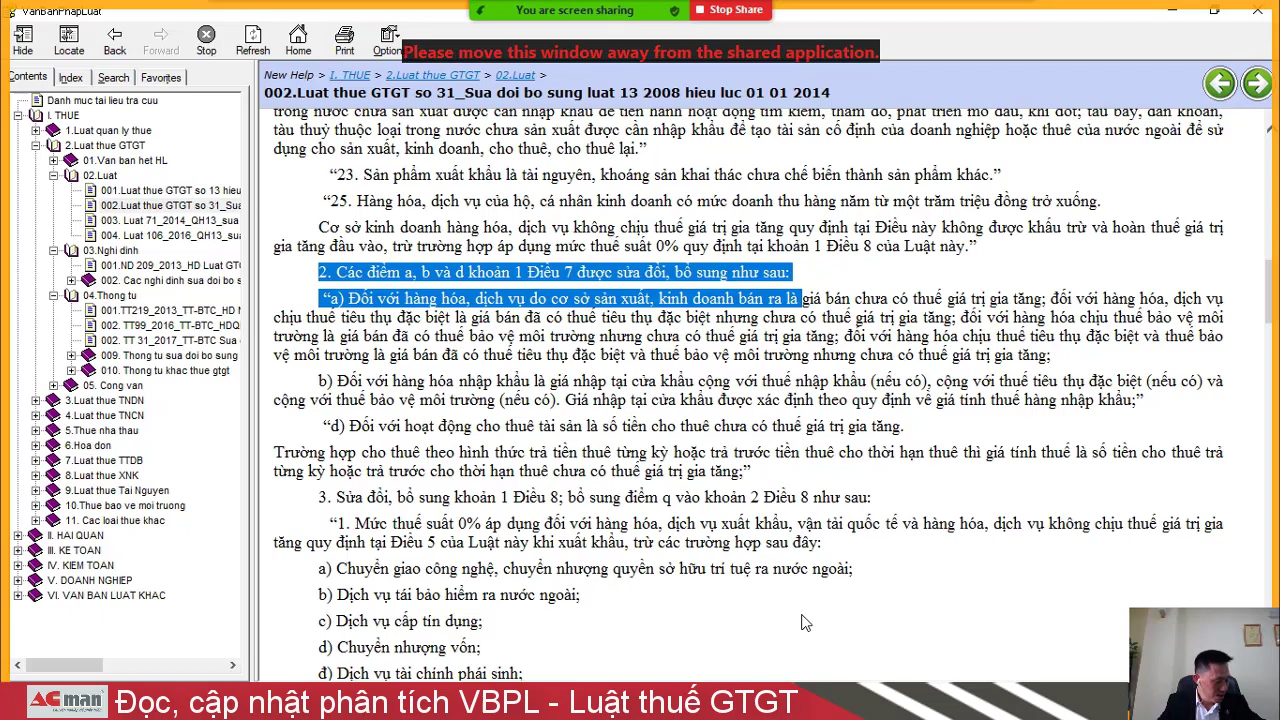 VanBanPhapLuat
You are screen sharing
Stop Share
Hide
Locate
Back
Forward
Stop
Refresh
Home
Print
Options
Please move this window away from the shared application.
Contents
Index
Search
Favorites
New Help > I. THUE > 2.Luat thue GTGT > 02.Luat >
002.Luat thue GTGT so 31_Sua doi bo sung luat 13 2008 hieu luc 01 01 2014
Danh muc tai lieu tra cuu
I. THUE
1.Luat quan ly thue
2.Luat thue GTGT
01.Van ban het HL
02.Luat
001.Luat thue GTGT so 13 hieu
002.Luat thue GTGT so 31_Sua
003. Luat 71_2014_QH13_sua
004. Luat 106_2016_QH13_sua
03.Nghi dinh
001.ND 209_2013_HD Luat GT
002. Cac nghi dinh sua doi bo s
04.Thong tu
001.TT219_2013_TT-BTC_HD N
002. TT99_2016_TT-BTC_HDQ
002. TT 31_2017_TT-BTC Sua
009. Thong tu sua doi bo sung
010. Thong tu khac thue gtgt
05. Cong van
3.Luat thue TNDN
4.Luat thue TNCN
5.Thue nha thau
6.Hoa don
7.Luat thue TTDB
8.Luat thue XNK
9.Luat thue Tai Nguyen
10.Thue bao ve moi truong
11. Cac loai thue khac
II. HAI QUAN
III. KE TOAN
IV. KIEM TOAN
V. DOANH NGHIEP
VI. VAN BAN LUAT KHAC
trong nước chưa sản xuất được cần nhập khẩu để tiến hành hoạt động tìm kiếm, thăm dò, phát triển mỏ dầu, khí đốt; tàu bay, dàn khoan,
tàu thuỷ thuộc loại trong nước chưa sản xuất được cần nhập khẩu để tạo tài sản cố định của doanh nghiệp hoặc thuê của nước ngoài để sử
dụng cho sản xuất, kinh doanh, cho thuê, cho thuê lại.”
“23. Sản phẩm xuất khẩu là tài nguyên, khoáng sản khai thác chưa chế biến thành sản phẩm khác.”
“25. Hàng hóa, dịch vụ của hộ, cá nhân kinh doanh có mức doanh thu hàng năm từ một trăm triệu đồng trở xuống.
Cơ sở kinh doanh hàng hóa, dịch vụ không chịu thuế giá trị gia tăng quy định tại Điều này không được khấu trừ và hoàn thuế giá trị
gia tăng đầu vào, trừ trường hợp áp dụng mức thuế suất 0% quy định tại khoản 1 Điều 8 của Luật này.”
2. Các điểm a, b và d khoản 1 Điều 7 được sửa đổi, bổ sung như sau:
“a) Đối với hàng hóa, dịch vụ do cơ sở sản xuất, kinh doanh bán ra là giá bán chưa có thuế giá trị gia tăng; đối với hàng hóa, dịch vụ
chịu thuế tiêu thụ đặc biệt là giá bán đã có thuế tiêu thụ đặc biệt nhưng chưa có thuế giá trị gia tăng; đối với hàng hóa chịu thuế bảo vệ môi
trường là giá bán đã có thuế bảo vệ môi trường nhưng chưa có thuế giá trị gia tăng; đối với hàng hóa chịu thuế tiêu thụ đặc biệt và thuế bảo
vệ môi trường là giá bán đã có thuế tiêu thụ đặc biệt và thuế bảo vệ môi trường nhưng chưa có thuế giá trị gia tăng;
b) Đối với hàng hóa nhập khẩu là giá nhập tại cửa khẩu cộng với thuế nhập khẩu (nếu có), cộng với thuế tiêu thụ đặc biệt (nếu có) và
cộng với thuế bảo vệ môi trường (nếu có). Giá nhập tại cửa khẩu được xác định theo quy định về giá tính thuế hàng nhập khẩu;”
“d) Đối với hoạt động cho thuê tài sản là số tiền cho thuê chưa có thuế giá trị gia tăng.
Trường hợp cho thuê theo hình thức trả tiền thuê từng kỳ hoặc trả trước tiền thuê cho thời hạn thuê thì giá tính thuế là số tiền cho thuê trả
từng kỳ hoặc trả trước cho thời hạn thuê chưa có thuế giá trị gia tăng;”
3. Sửa đổi, bổ sung khoản 1 Điều 8; bổ sung điểm q vào khoản 2 Điều 8 như sau:
“1. Mức thuế suất 0% áp dụng đối với hàng hóa, dịch vụ xuất khẩu, vận tải quốc tế và hàng hóa, dịch vụ không chịu thuế giá trị gia
tăng quy định tại Điều 5 của Luật này khi xuất khẩu, trừ các trường hợp sau đây:
a) Chuyển giao công nghệ, chuyển nhượng quyền sở hữu trí tuệ ra nước ngoài;
b) Dịch vụ tái bảo hiểm ra nước ngoài;
c) Dịch vụ cấp tín dụng;
d) Chuyển nhượng vốn;
đ) Dịch vụ tài chính phái sinh;
ACman
Đọc, cập nhật phân tích VBPL - Luật thuế GTGT